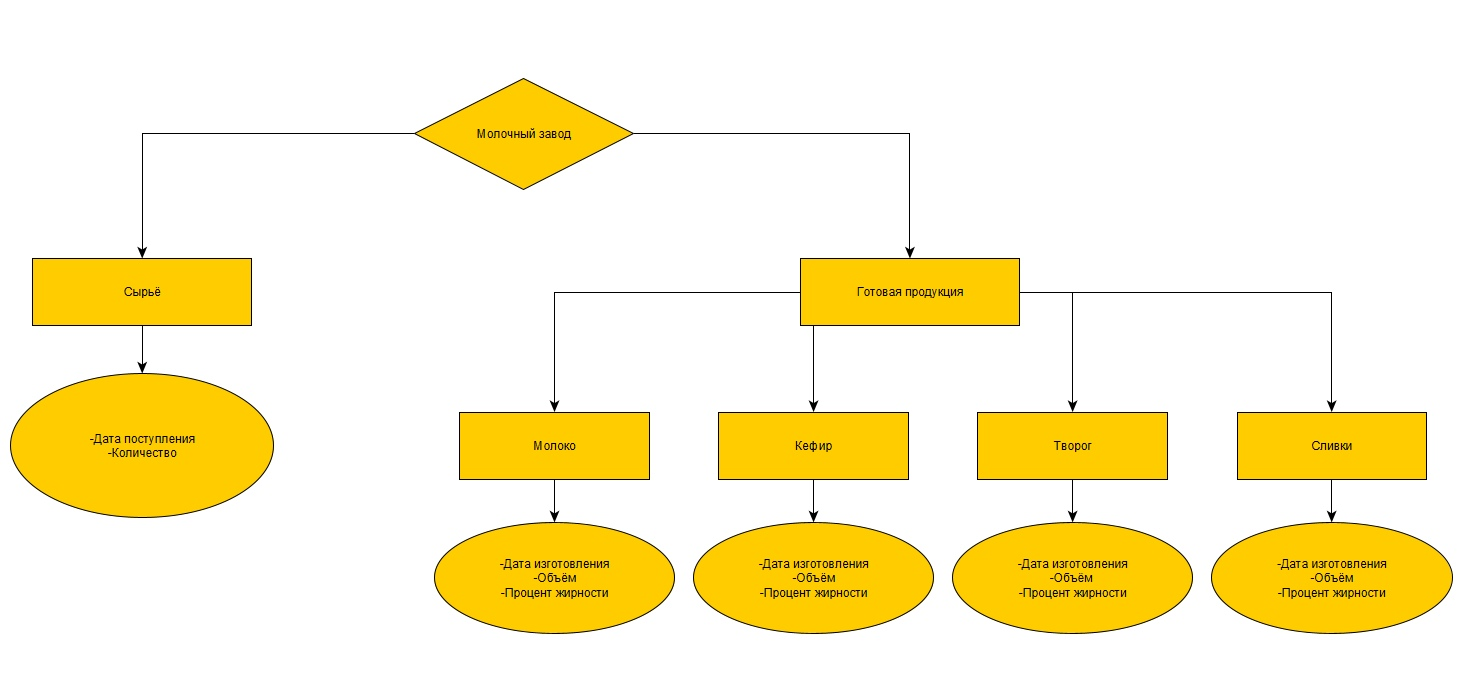 Молочный завод
Сырьё
Готовая продукция
-Дата поступления
-Количество
Молоко
Кефир
Творог
Сливки
-Дата изготовления
-Объём
-Процент жирности
-Дата изготовления
-Объём
-Процент жирности
-Дата изготовления
-Объём
-Процент жирности
-Дата изготовления
-Объём
-Процент жирности